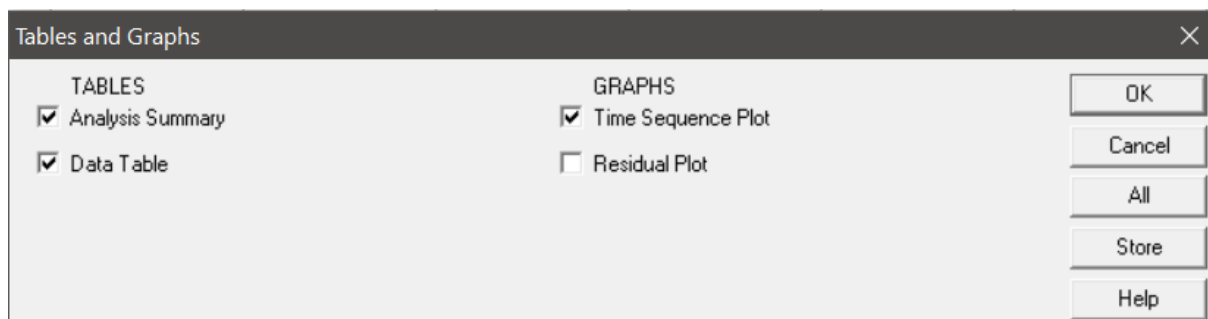 Tables and Graphs
TABLES
Analysis Summary
Data Table
GRAPHS
Time Sequence Plot
Residual Plot
OK
Cancel
All
Store
Help